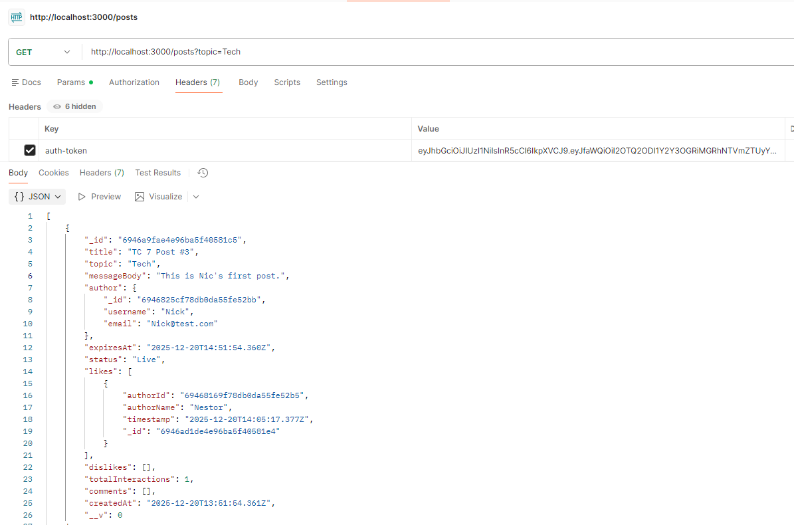 HTTP http://localhost:3000/posts
GET http://localhost:3000/posts?topic=Tech
Docs Params Authorization Headers (7) Body Scripts Settings
Headers 6 hidden
Key Value
auth-token
Body Cookies Headers (7) Test Results
{} JSON Preview Visualize
1 [
2 {
3 "_id": "6946a9fae4e96ba5f40581c5",
4 "title": "TC 7 Post #3",
5 "topic": "Tech",
6 "messageBody": "This is Nic's first post.",
7 "author": {
8 "_id": "6946825cf78db0da55fe52bb",
9 "username": "Nick",
10 "email": "Nick@test.com"
11 },
12 "expiresAt": "2025-12-20T14:51:54.360Z",
13 "status": "Live",
14 "likes": [
15 {
16 "authorId": "69468169f78db0da55fe52b5",
17 "authorName": "Nestor",
18 "timestamp": "2025-12-20T14:05:17.377Z",
19 "_id": "6946ad1de4e96ba5f40581e4"
20 }
21 ],
22 "dislikes": [],
23 "totalInteractions": 1,
24 "comments": [],
25 "createdAt": "2025-12-20T13:51:54.361Z",
26 "__v": 0